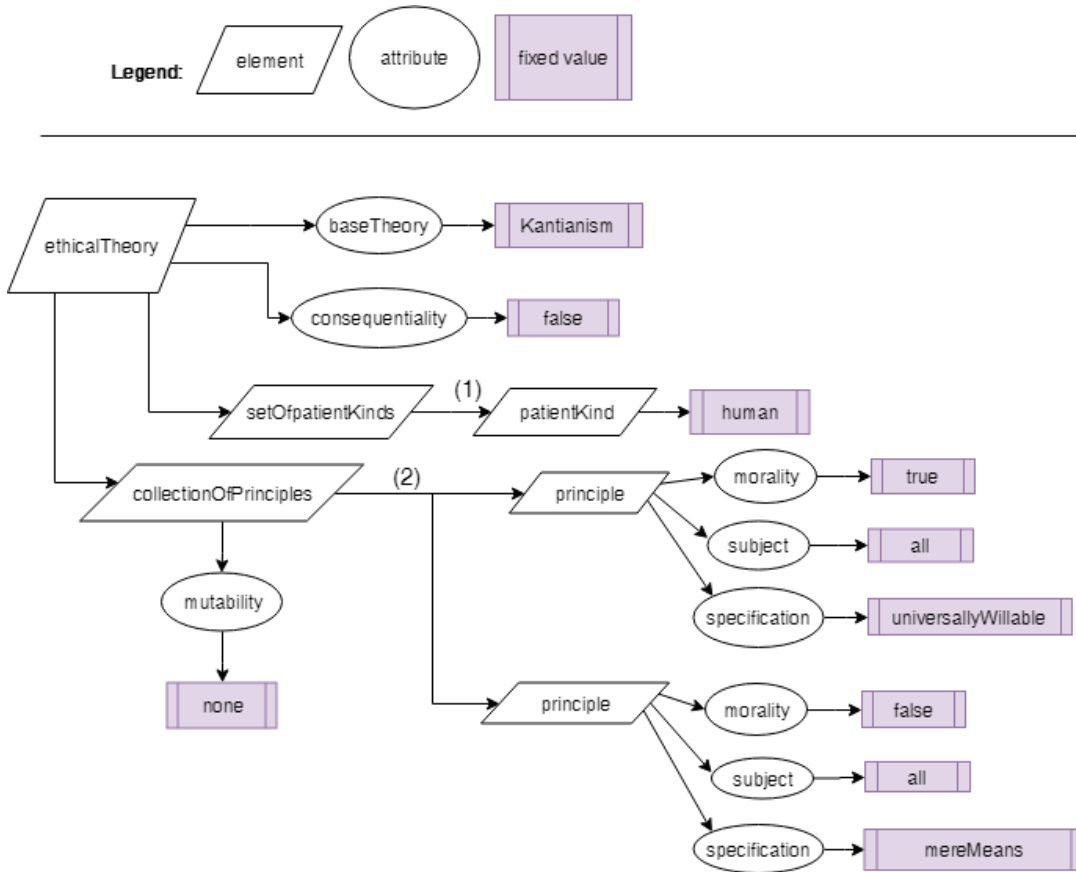 Legend:
element
attribute
fixed value
ethicalTheory
baseTheory
Kantianism
consequentiality
false
setOfpatientKinds
(1)
patientKind
human
collectionOfPrinciples
(2)
principle
morality
true
subject
all
specification
universallyWillable
mutability
none
principle
morality
false
subject
all
specification
mereMeans